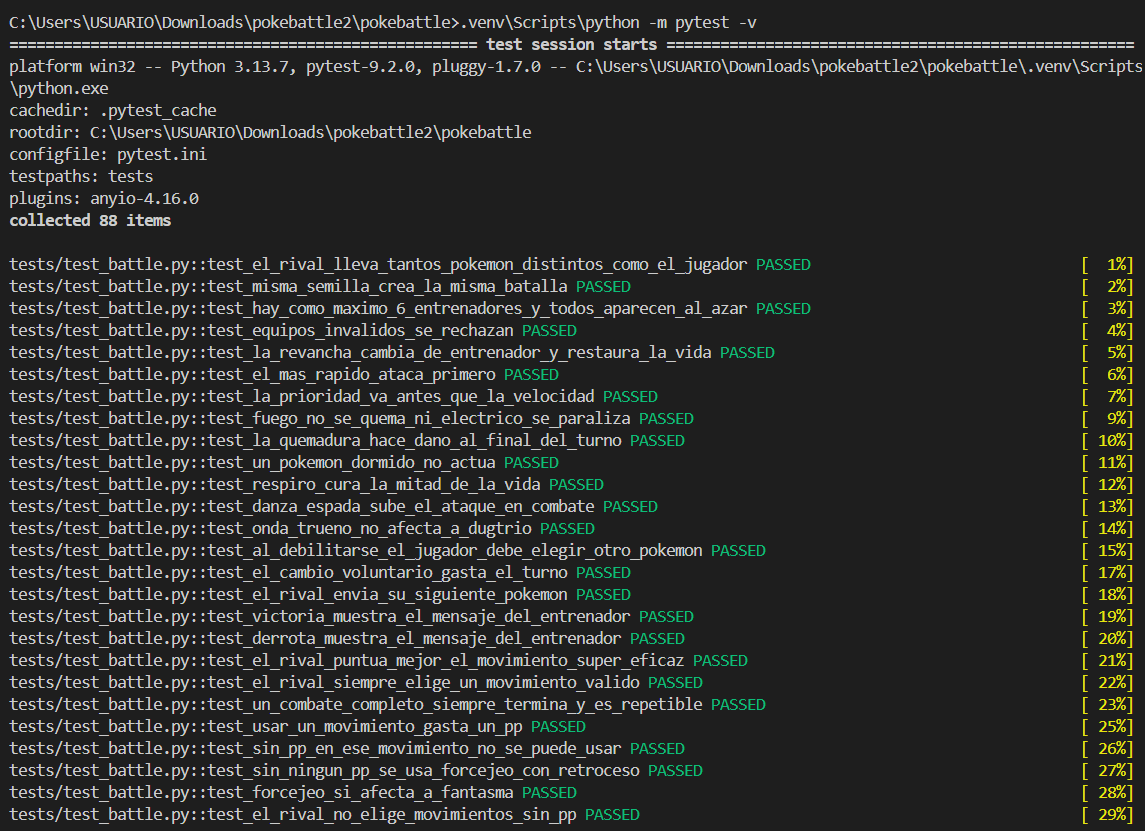 C:\Users\USUARIO\Downloads\pokebattle2\pokebattle>.venv\Scripts\python -m pytest -v
==================================================== test session starts ====================================================
platform win32 -- Python 3.13.7, pytest-9.2.0, pluggy-1.7.0 -- C:\Users\USUARIO\Downloads\pokebattle2\pokebattle\.venv\Scripts
\python.exe
cachedir: .pytest_cache
rootdir: C:\Users\USUARIO\Downloads\pokebattle2\pokebattle
configfile: pytest.ini
testpaths: tests
plugins: anyio-4.16.0
collected 88 items
tests/test_battle.py::test_el_rival_lleva_tantos_pokemon_distintos_como_el_jugador PASSED [ 1%]
tests/test_battle.py::test_misma_semilla_crea_la_misma_batalla PASSED [ 2%]
tests/test_battle.py::test_hay_como_maximo_6_entrenadores_y_todos_aparecen_al_azar PASSED [ 3%]
tests/test_battle.py::test_equipos_invalidos_se_rechazan PASSED [ 4%]
tests/test_battle.py::test_la_revancha_cambia_de_entrenador_y_restaura_la_vida PASSED [ 5%]
tests/test_battle.py::test_el_mas_rapido_ataca_primero PASSED [ 6%]
tests/test_battle.py::test_la_prioridad_va_antes_que_la_velocidad PASSED [ 7%]
tests/test_battle.py::test_fuego_no_se_quema_ni_electrico_se_paraliza PASSED [ 9%]
tests/test_battle.py::test_la_quemadura_hace_dano_al_final_del_turno PASSED [ 10%]
tests/test_battle.py::test_un_pokemon_dormido_no_actua PASSED [ 11%]
tests/test_battle.py::test_respiro_cura_la_mitad_de_la_vida PASSED [ 12%]
tests/test_battle.py::test_danza_espada_sube_el_ataque_en_combate PASSED [ 13%]
tests/test_battle.py::test_onda_trueno_no_afecta_a_dugtrio PASSED [ 14%]
tests/test_battle.py::test_al_debilitarse_el_jugador_debe_elegir_otro_pokemon PASSED [ 15%]
tests/test_battle.py::test_el_cambio_voluntario_gasta_el_turno PASSED [ 17%]
tests/test_battle.py::test_el_rival_envia_su_siguiente_pokemon PASSED [ 18%]
tests/test_battle.py::test_victoria_muestra_el_mensaje_del_entrenador PASSED [ 19%]
tests/test_battle.py::test_derrota_muestra_el_mensaje_del_entrenador PASSED [ 20%]
tests/test_battle.py::test_el_rival_puntua_mejor_el_movimiento_super_eficaz PASSED [ 21%]
tests/test_battle.py::test_el_rival_siempre_elige_un_movimiento_valido PASSED [ 22%]
tests/test_battle.py::test_un_combate_completo_siempre_termina_y_es_repetible PASSED [ 23%]
tests/test_battle.py::test_usar_un_movimiento_gasta_un_pp PASSED [ 25%]
tests/test_battle.py::test_sin_pp_en_ese_movimiento_no_se_puede_usar PASSED [ 26%]
tests/test_battle.py::test_sin_ningun_pp_se_usa_forcejeo_con_retroceso PASSED [ 27%]
tests/test_battle.py::test_forcejeo_si_afecta_a_fantasma PASSED [ 28%]
tests/test_battle.py::test_el_rival_no_elige_movimientos_sin_pp PASSED [ 29%]